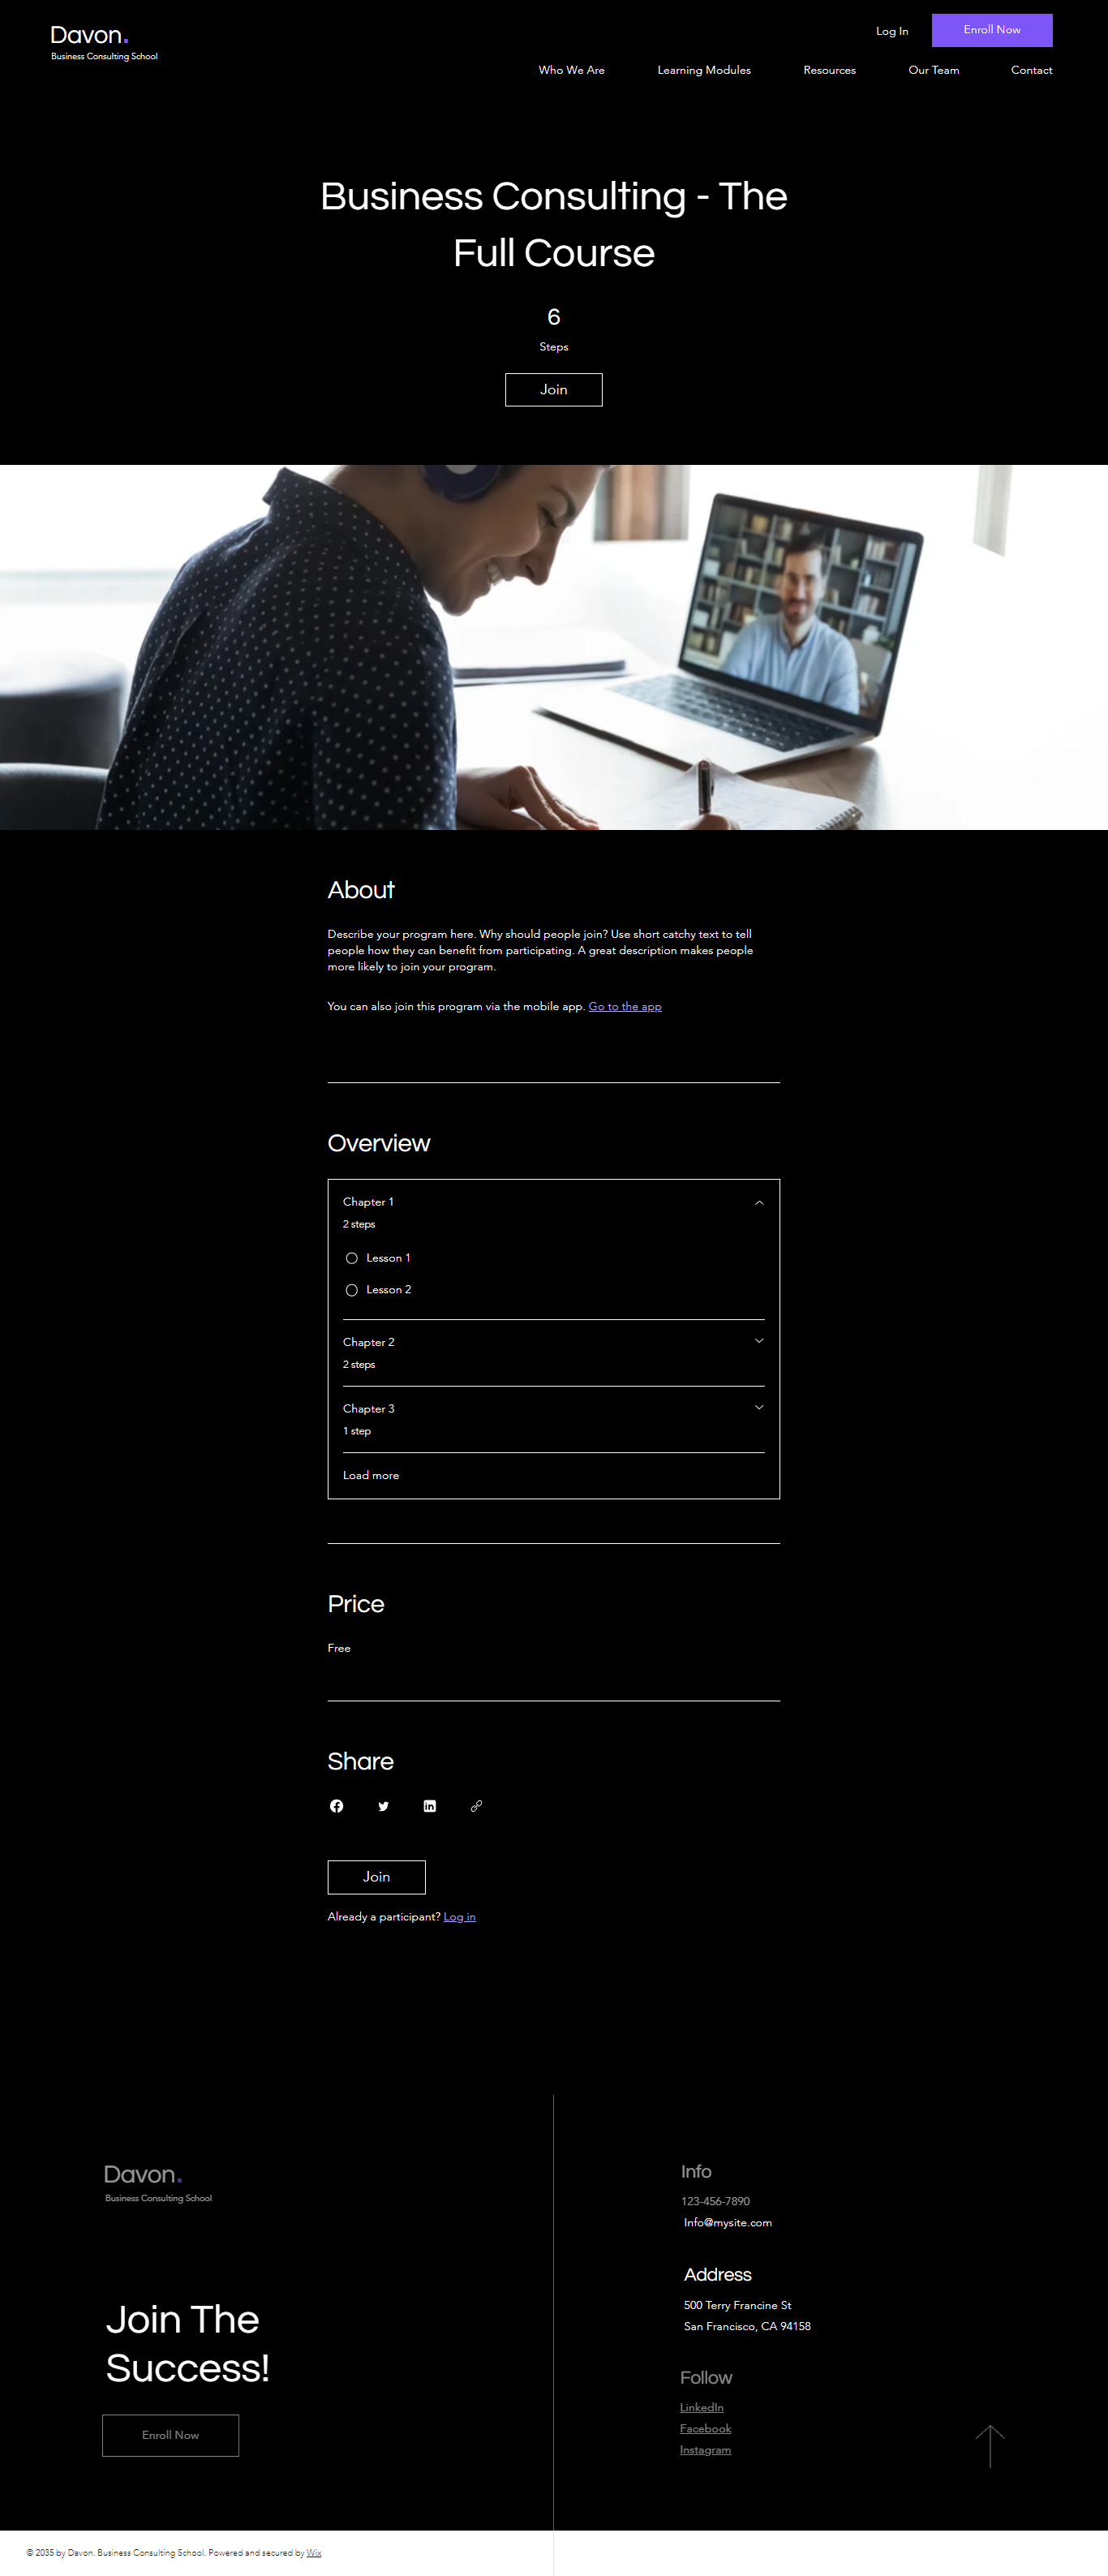 Davon.
Business Consulting School
Log In
Enroll Now
Who We Are
Learning Modules
Resources
Our Team
Contact
Business Consulting - The
Full Course
6
Steps
Join
About
Describe your program here. Why should people join? Use short catchy text to tell
people how they can benefit from participating. A great description makes people
more likely to join your program.
You can also join this program via the mobile app. Go to the app
Overview
Chapter 1
2 steps
Lesson 1
Lesson 2
Chapter 2
2 steps
Chapter 3
1 step
Load more
Price
Free
Share
Join
Already a participant? Log in
Davon.
Business Consulting School
Join The
Success!
Enroll Now
Info
123-456-7890
Info@mysite.com
Address
500 Terry Francine St
San Francisco, CA 94158
Follow
LinkedIn
Facebook
Instagram
© 2035 by Davon. Business Consulting School. Powered and secured by Wix